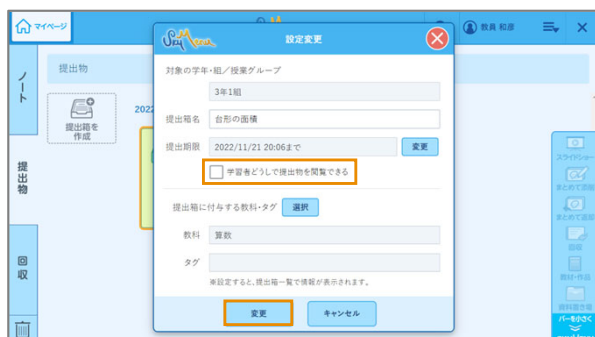 マイページ
教員 和彦
ノート
提出物
回収
提出物
提出箱を
作成
2022
SkyMenu
設定変更
対象の学年・組／授業グループ
3年1組
提出箱名 台形の面積
提出期限 2022/11/21 20:06まで 変更
学習者どうしで提出物を閲覧できる
提出箱に付与する教科・タグ 選択
教科 算数
タグ
※設定すると、提出箱一覧で情報が表示されます。
変更 キャンセル
スライドショー
まとめて添削
まとめて返却
回収
教材・作品
資料置き場
バーを小さく